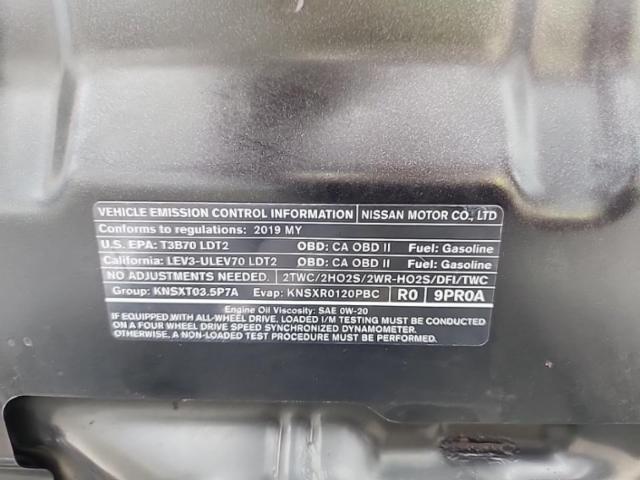 VEHICLE EMISSION CONTROL INFORMATION NISSAN MOTOR CO., LTD
Conforms to regulations: 2019 MY
U.S. EPA: T3B70 LDT2 OBD: CA OBD II Fuel: Gasoline
California: LEV3-ULEV70 LDT2 OBD: CA OBD II Fuel: Gasoline
NO ADJUSTMENTS NEEDED. 2TWC/2HO2S/2WR-HO2S/DFI/TWC
Group: KNSXT03.5P7A Evap: KNSXR0120PBC R0 9PR0A
Engine Oil Viscosity: SAE 0W-20
IF EQUIPPED WITH ALL-WHEEL DRIVE, LOADED I/M TESTING MUST BE CONDUCTED
ON A FOUR WHEEL DRIVE SPEED SYNCHRONIZED DYNAMOMETER.
OTHERWISE, A NON-LOADED TEST PROCEDURE MUST BE PERFORMED.